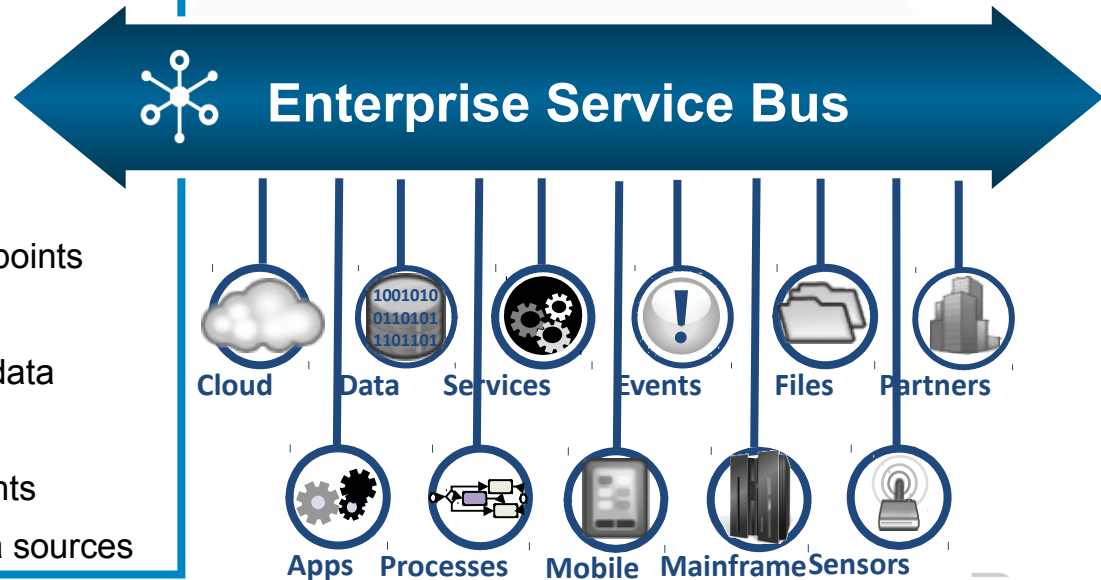 Enterprise Service Bus
points
data
nts
sources
1001010
0110101
1101101
!
Cloud
Data
Services
Events
Files
Partners
Apps
Processes
Mobile
Mainframe
Sensors